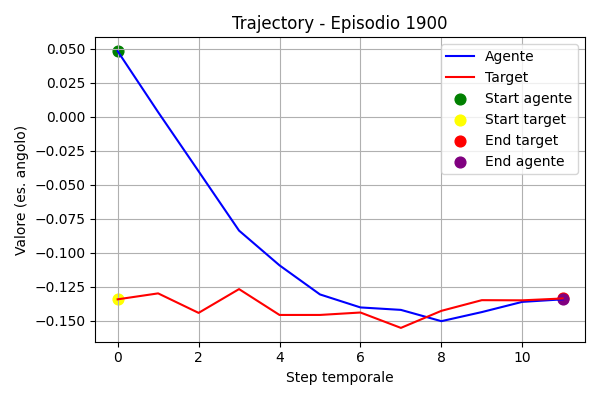 Trajectory - Episodio 1900
Valore (es. angolo)
0.050
0.025
0.000
−0.025
−0.050
−0.075
−0.100
−0.125
−0.150
Agente
Target
Start agente
Start target
End target
End agente
0 2 4 6 8 10
Step temporale